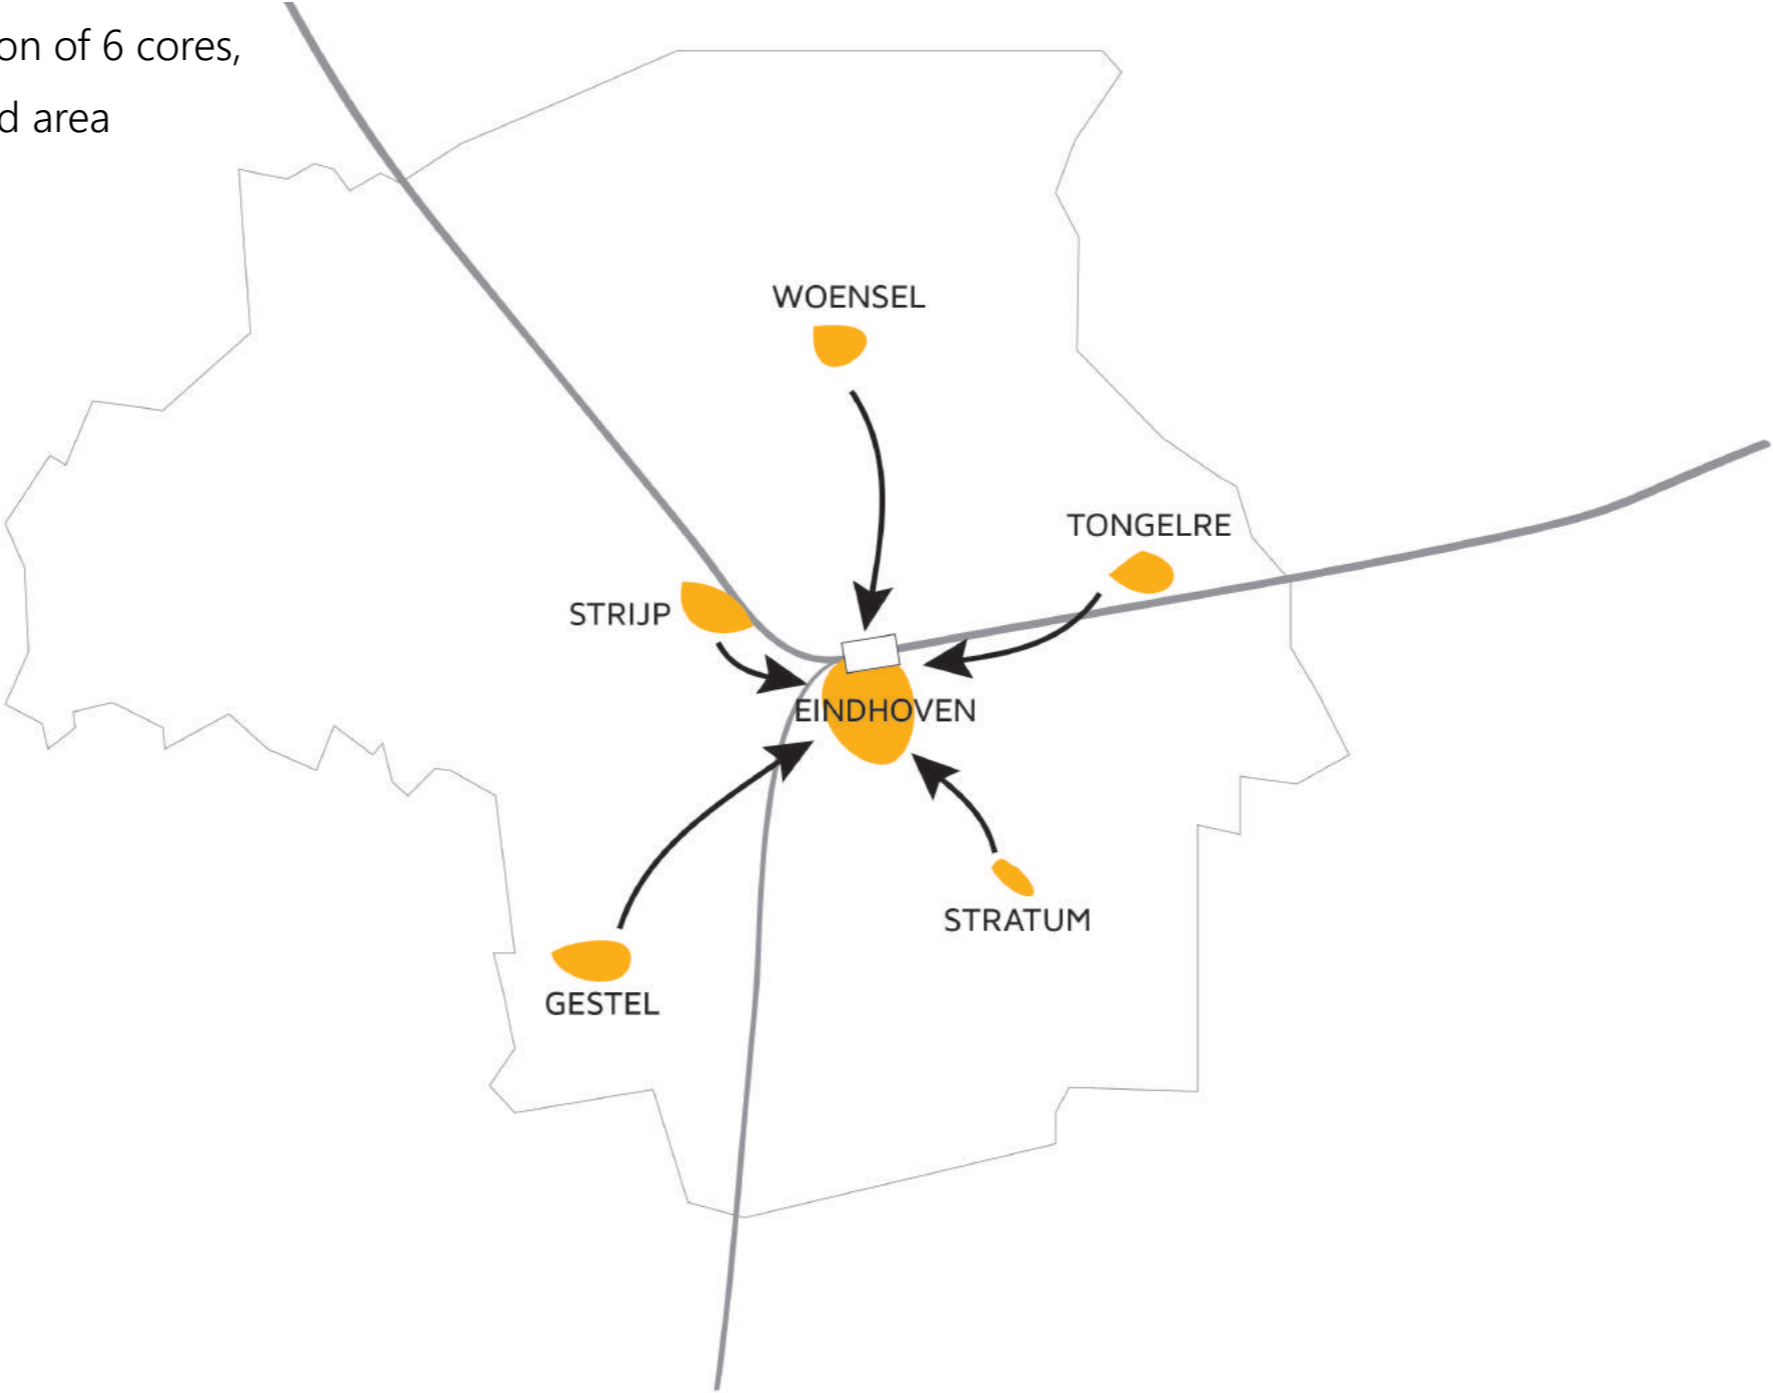 on of 6 cores,
d area
WOENSEL
TONGELRE
STRIJP
EINDHOVEN
STRATUM
GESTEL